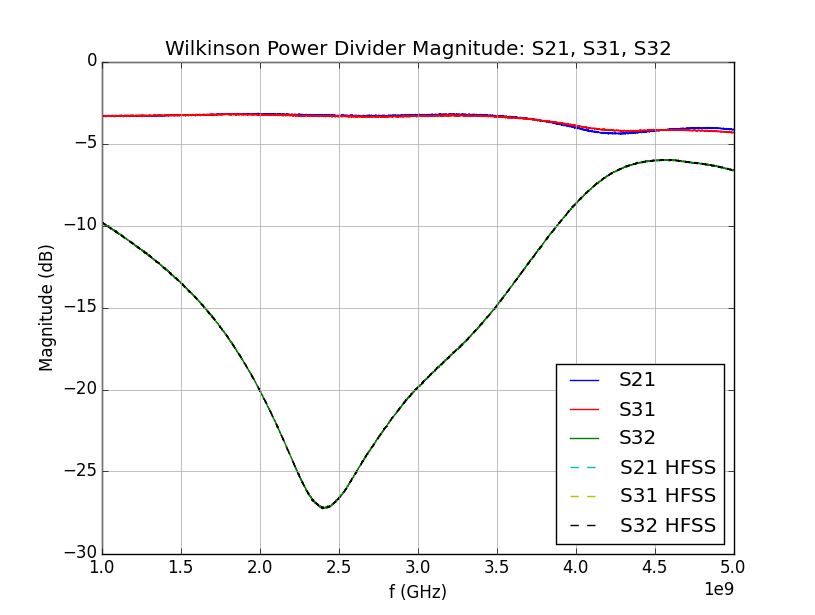 Wilkinson Power Divider Magnitude: S21, S31, S32
0
−5
−10
−15
−20
−25
−30
Magnitude (dB)
S21
S31
S32
S21 HFSS
S31 HFSS
S32 HFSS
1.0 1.5 2.0 2.5 3.0 3.5 4.0 4.5 5.0
1e9
f (GHz)